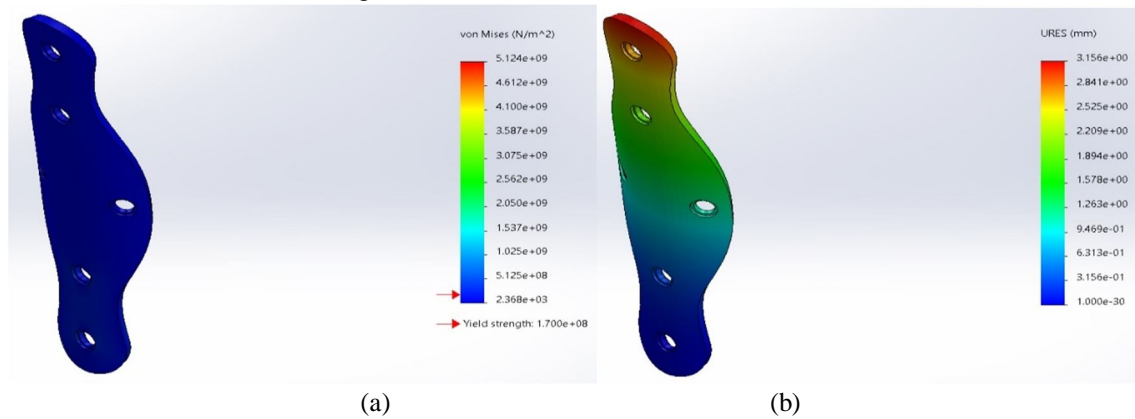 von Mises (N/m^2)
5.124e+09
4.612e+09
4.100e+09
3.587e+09
3.075e+09
2.562e+09
2.050e+09
1.537e+09
1.025e+09
5.125e+08
2.368e+03
Yield strength: 1.700e+08
URES (mm)
3.156e+00
2.841e+00
2.525e+00
2.209e+00
1.894e+00
1.578e+00
1.263e+00
9.469e-01
6.313e-01
3.156e-01
1.000e-30
(a)
(b)